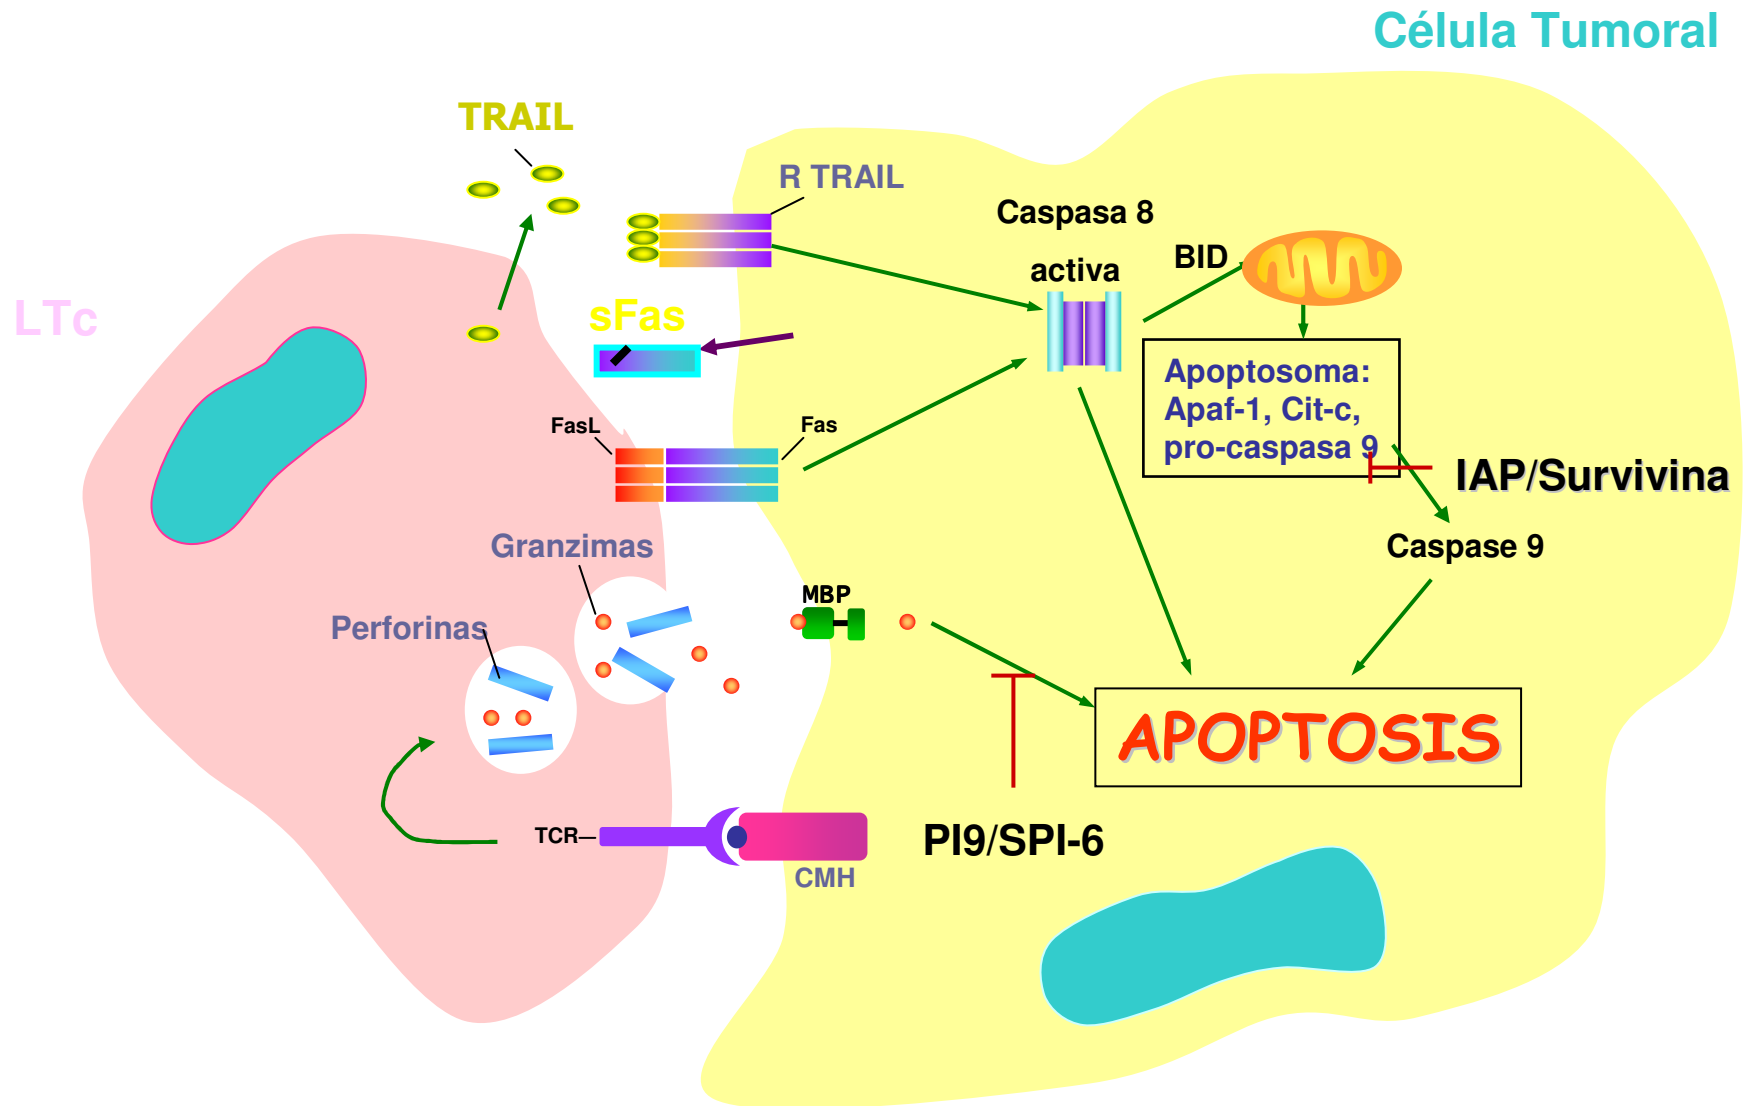 Célula Tumoral
TRAIL
R TRAIL
Caspasa 8
activa
BID
LTc
sFas
Apoptosoma:
Apaf-1, Cit-c,
pro-caspasa 9
FasL
Fas
IAP/Survivina
Granzimas
Caspase 9
MBP
Perforinas
APOPTOSIS
TCR
PI9/SPI-6
CMH